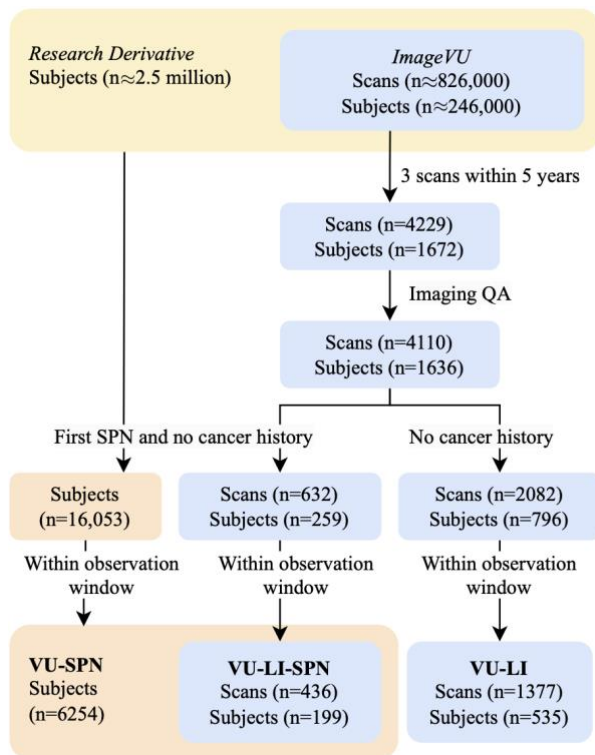 Research Derivative
Subjects (n≈2.5 million)
ImageVU
Scans (n≈826,000)
Subjects (n≈246,000)
3 scans within 5 years
Scans (n=4229)
Subjects (n=1672)
Imaging QA
Scans (n=4110)
Subjects (n=1636)
First SPN and no cancer history
No cancer history
Subjects
(n=16,053)
Scans (n=632)
Subjects (n=259)
Scans (n=2082)
Subjects (n=796)
Within observation
window
Within observation
window
Within observation
window
VU-SPN
Subjects
(n=6254)
VU-LI-SPN
Scans (n=436)
Subjects (n=199)
VU-LI
Scans (n=1377)
Subjects (n=535)